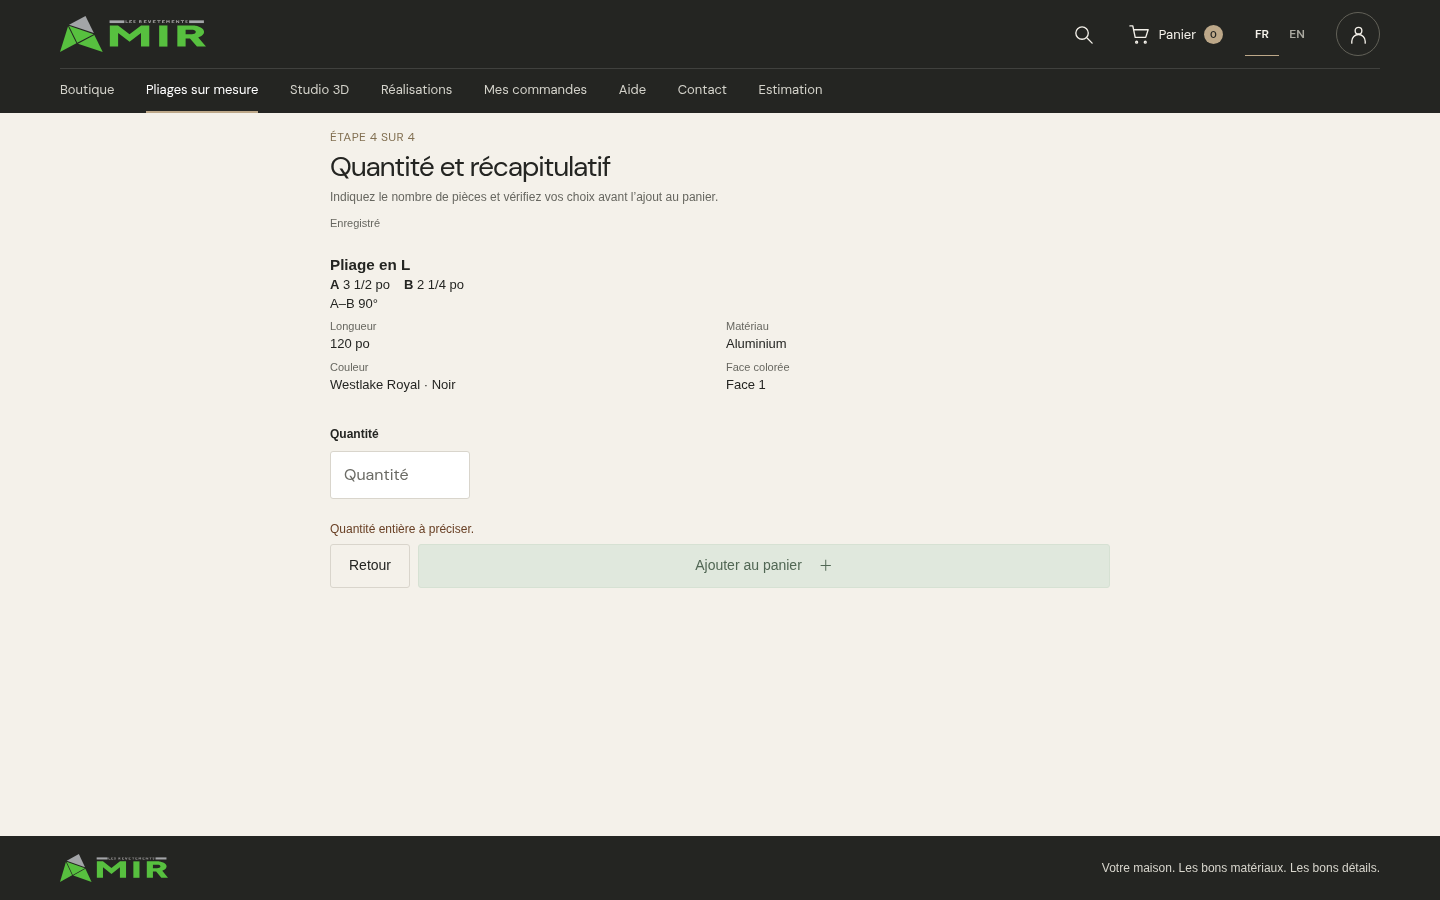 LES REVÊTEMENTS
MIR
Panier 0
FR EN
Boutique Pliages sur mesure Studio 3D Réalisations Mes commandes Aide Contact Estimation
ÉTAPE 4 SUR 4
Quantité et récapitulatif
Indiquez le nombre de pièces et vérifiez vos choix avant l’ajout au panier.
Enregistré
Pliage en L
A 3 1/2 po B 2 1/4 po
A–B 90°
Longueur Matériau
120 po Aluminium
Couleur Face colorée
Westlake Royal · Noir Face 1
Quantité
Quantité
Quantité entière à préciser.
Retour Ajouter au panier +
LES REVÊTEMENTS
MIR
Votre maison. Les bons matériaux. Les bons détails.